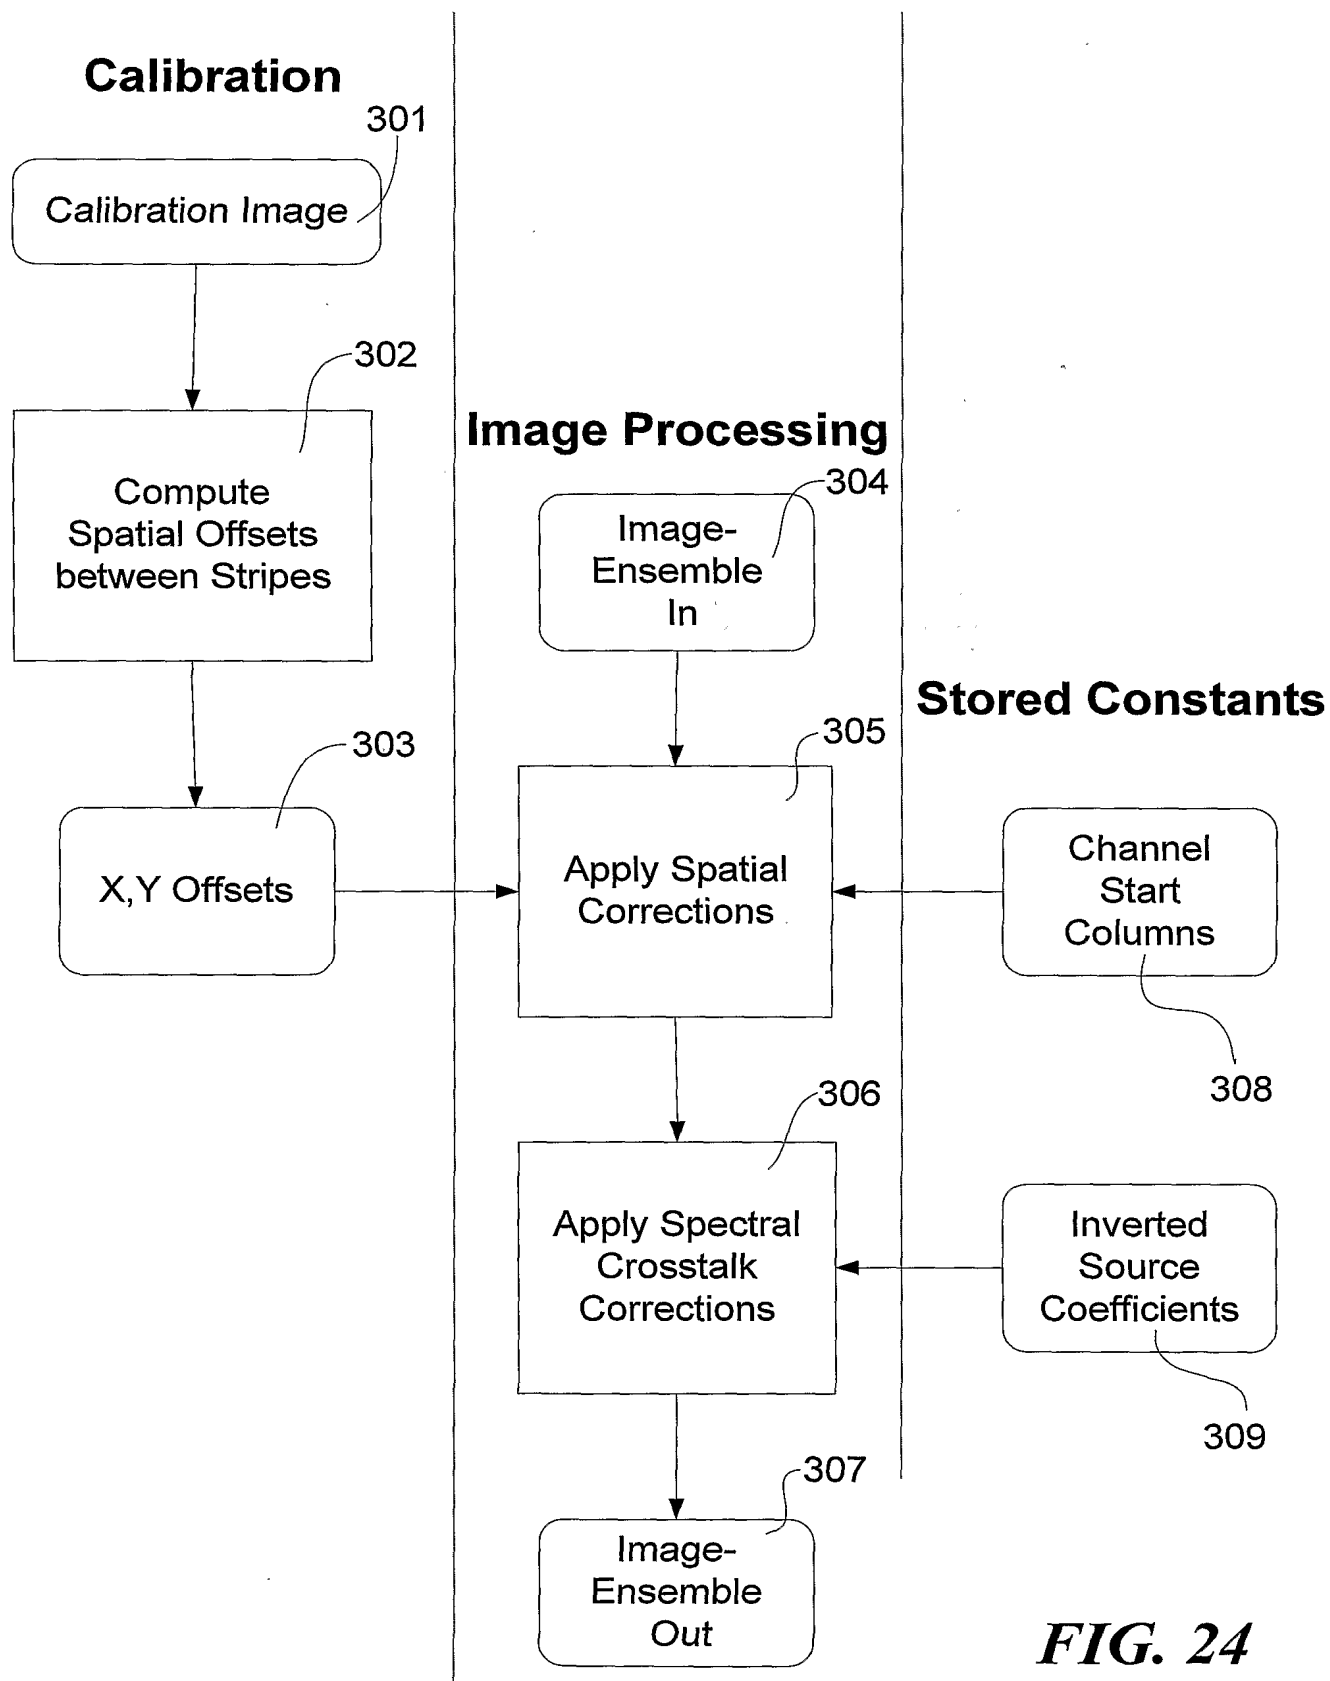 Calibration
301
Calibration Image
302
Compute
Spatial Offsets
between Stripes
303
X,Y Offsets
Image Processing
304
Image-
Ensemble
In
305
Apply Spatial
Corrections
306
Apply Spectral
Crosstalk
Corrections
307
Image-
Ensemble
Out
Stored Constants
Channel
Start
Columns
308
Inverted
Source
Coefficients
309
FIG. 24